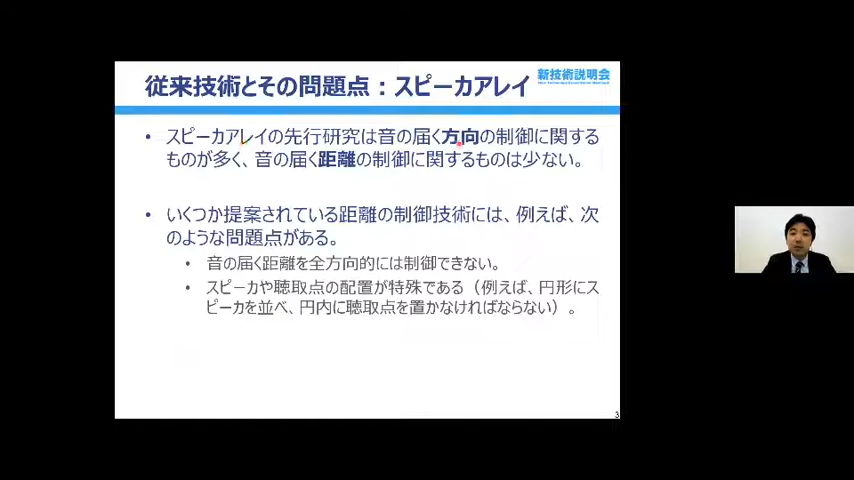 従来技術とその問題点：スピーカアレイ
新技術説明会
• スピーカアレイの先行研究は音の届く方向の制御に関する
ものが多く、音の届く距離の制御に関するものは少ない。
• いくつか提案されている距離の制御技術には、例えば、次
のような問題点がある。
• 音の届く距離を全方向的には制御できない。
• スピーカや聴取点の配置が特殊である（例えば、円形にス
ピーカを並べ、円内に聴取点を置かなければならない）。
3